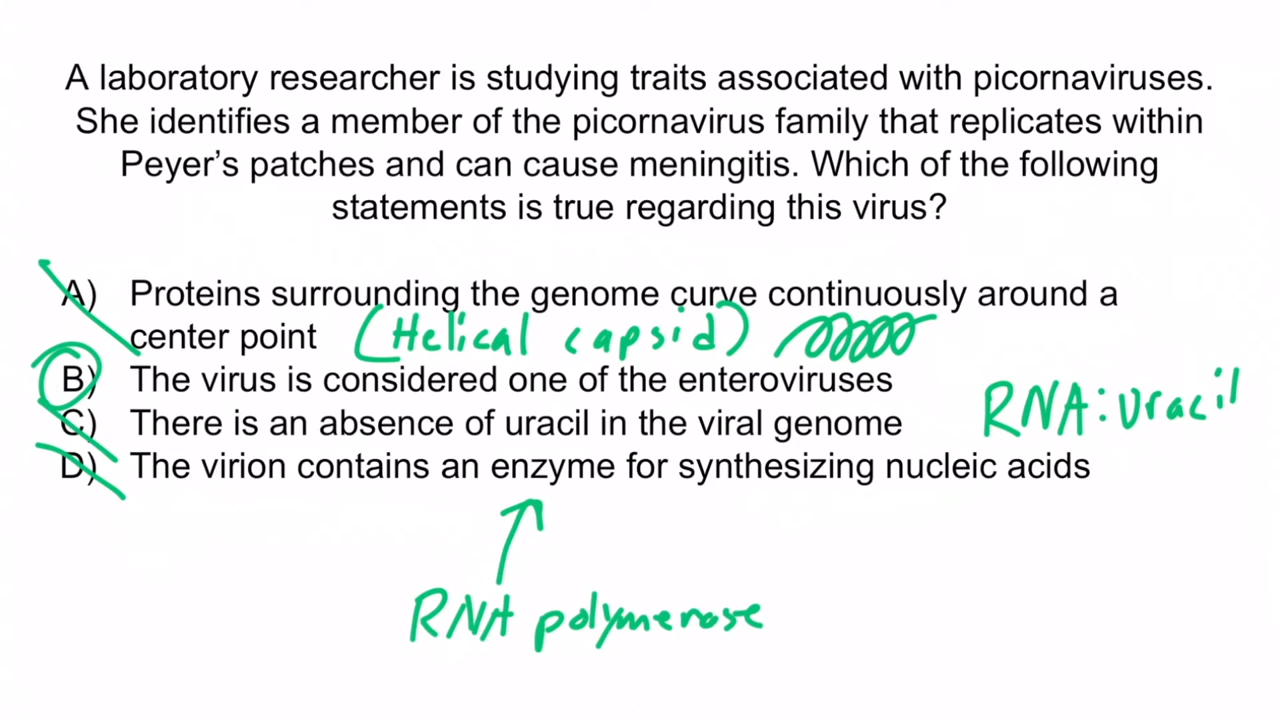 A laboratory researcher is studying traits associated with picornaviruses.
She identifies a member of the picornavirus family that replicates within
Peyer's patches and can cause meningitis. Which of the following
statements is true regarding this virus?
A) Proteins surrounding the genome curve continuously around a
center point (Helical capsid)
B) The virus is considered one of the enteroviruses
C) There is an absence of uracil in the viral genome RNA: Uracil
D) The virion contains an enzyme for synthesizing nucleic acids
RNA polymerase